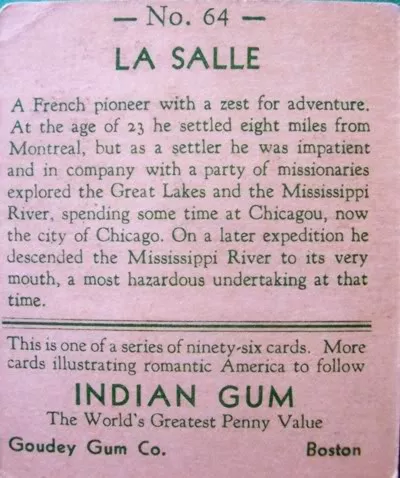 — No. 64 —
LA SALLE
A French pioneer with a zest for adventure.
At the age of 23 he settled eight miles from
Montreal, but as a settler he was impatient
and in company with a party of missionaries
explored the Great Lakes and the Mississippi
River, spending some time at Chicagou, now
the city of Chicago. On a later expedition he
descended the Mississippi River to its very
mouth, a most hazardous undertaking at that
time.
This is one of a series of ninety-six cards. More
cards illustrating romantic America to follow
INDIAN GUM
The World's Greatest Penny Value
Goudey Gum Co. Boston